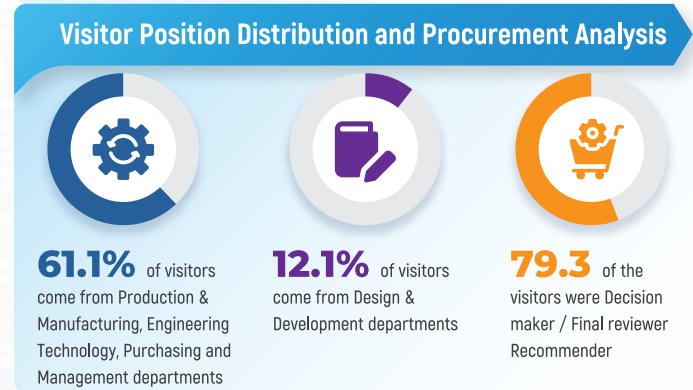 Visitor Position Distribution and Procurement Analysis
61.1% of visitors
come from Production &
Manufacturing, Engineering
Technology, Purchasing and
Management departments
12.1% of visitors
come from Design &
Development departments
79.3 of the
visitors were Decision
maker / Final reviewer
Recommender